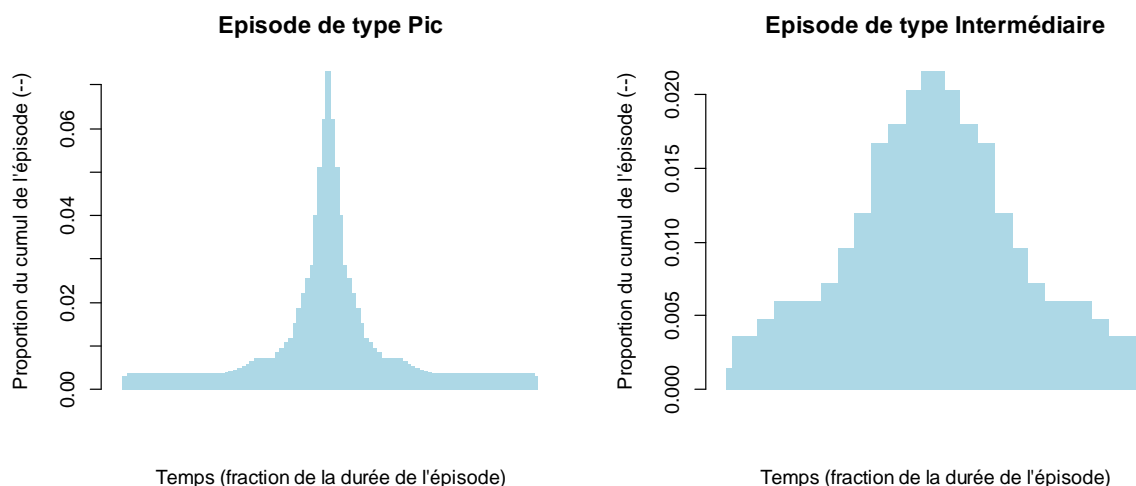 Episode de type Pic
Proportion du cumul de l'épisode (--)
0.00
0.02
0.04
0.06
Temps (fraction de la durée de l'épisode)
Episode de type Intermédiaire
Proportion du cumul de l'épisode (--)
0.000
0.005
0.010
0.015
0.020
Temps (fraction de la durée de l'épisode)